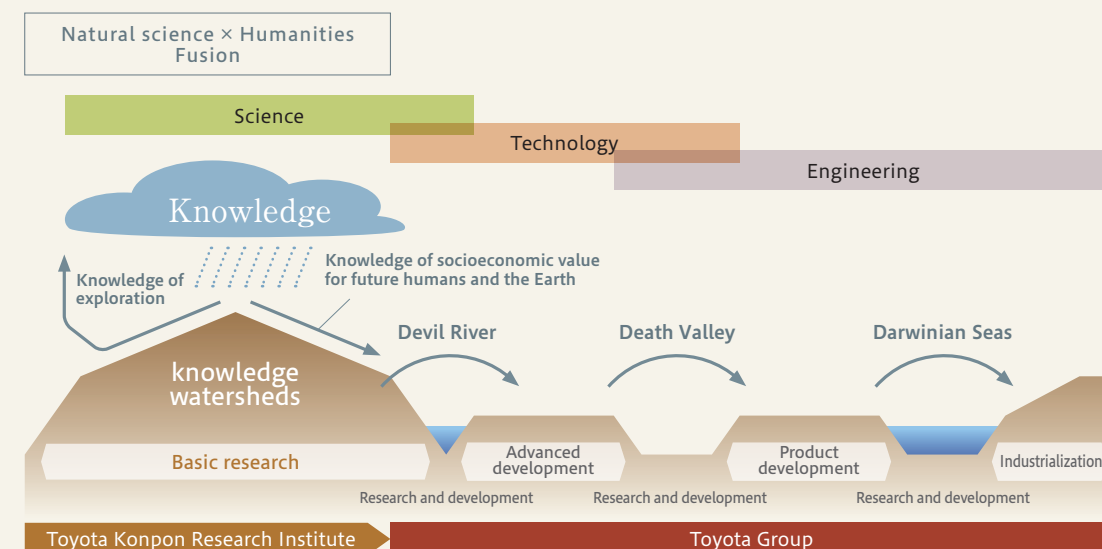 Natural science × Humanities
Fusion
Science
Technology
Engineering
Knowledge
Knowledge of
exploration
Knowledge of socioeconomic value
for future humans and the Earth
Devil River
Death Valley
Darwinian Seas
knowledge
watersheds
Basic research
Advanced
development
Product
development
Industrialization
Research and development
Research and development
Research and development
Toyota Konpon Research Institute
Toyota Group